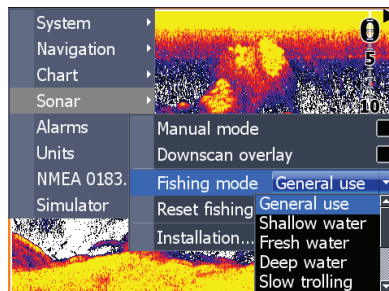 System
Navigation
Chart
Sonar
Alarms
Units
NMEA 0183.
Simulator
Manual mode
Downscan overlay
Fishing mode General use
Reset fishing
Installation...
General use
Shallow water
Fresh water
Deep water
Slow trolling
0
5
10